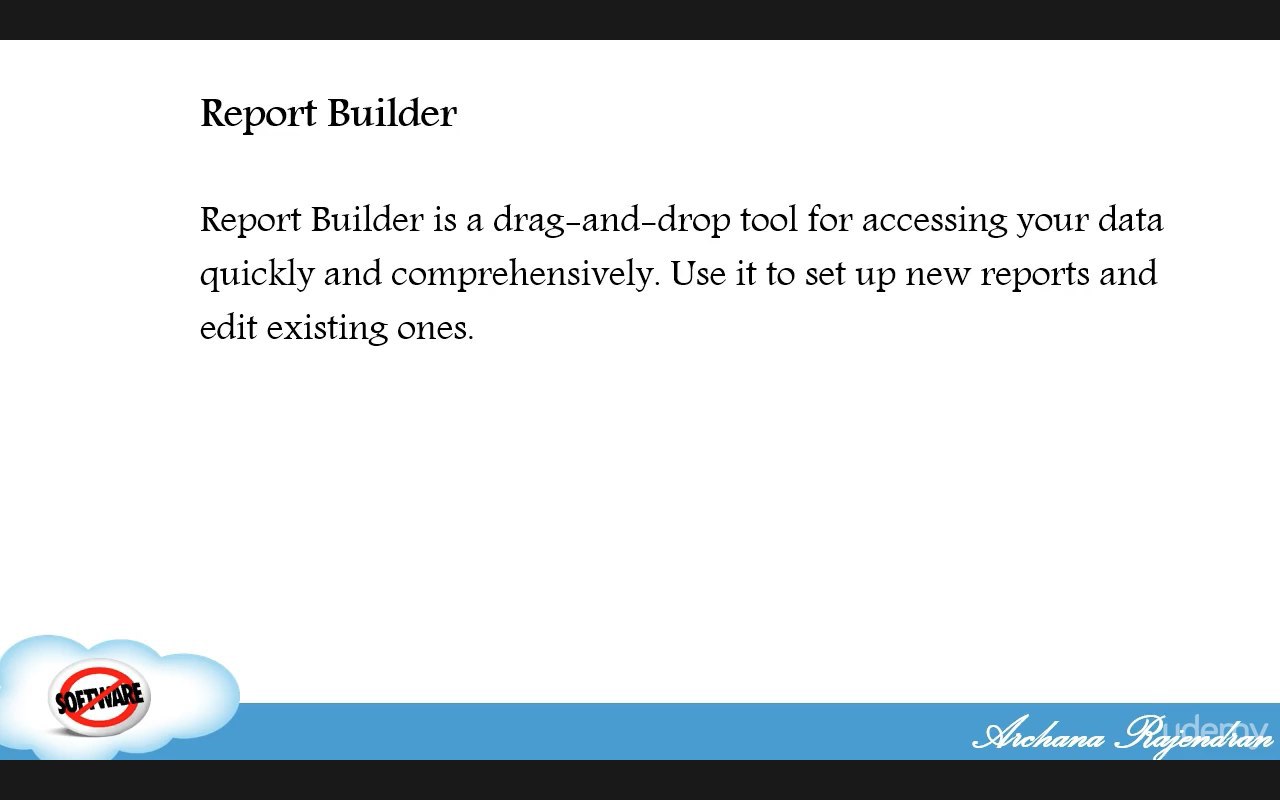 Report Builder
Report Builder is a drag-and-drop tool for accessing your data
quickly and comprehensively. Use it to set up new reports and
edit existing ones.
SOFTWARE
Archana Rajendran
udemy